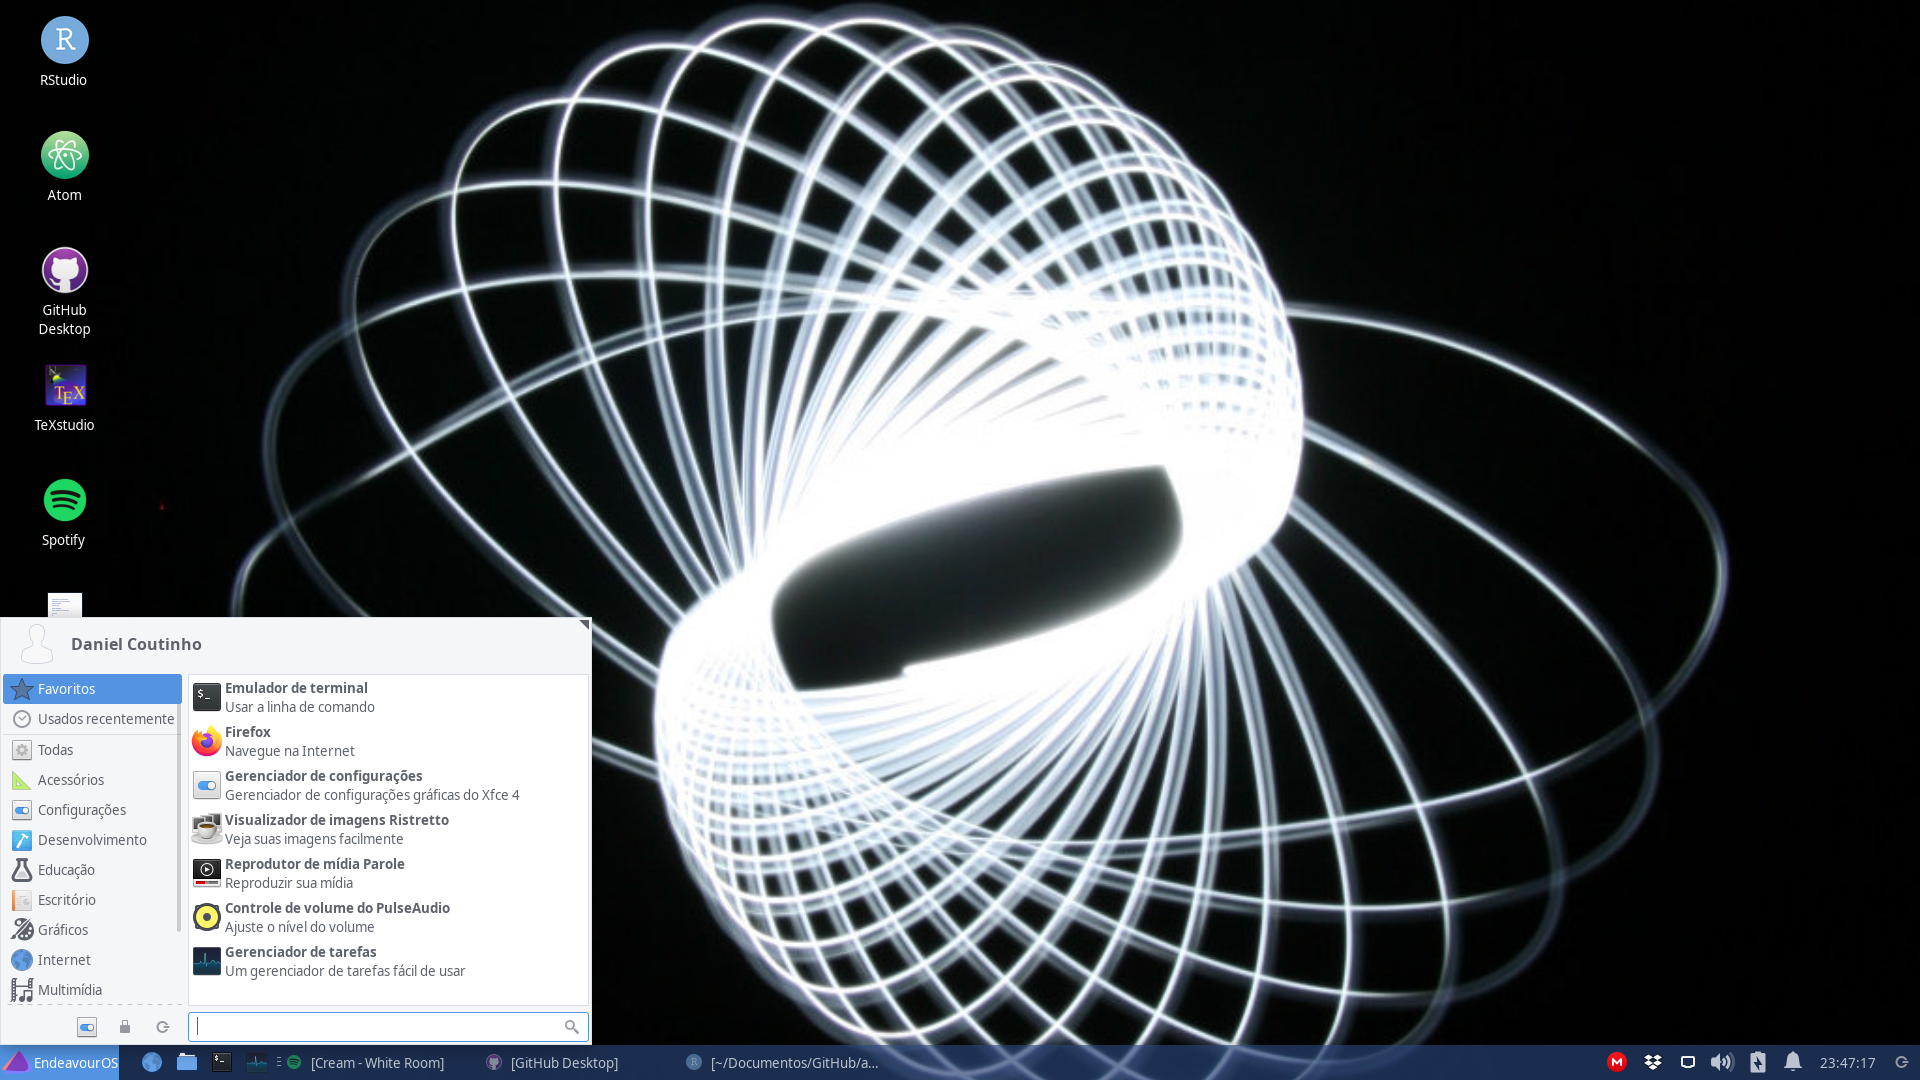 RStudio
Atom
GitHub
Desktop
TeXstudio
Spotify
Daniel Coutinho
Favoritos
Usados recentemente
Todas
Acessórios
Configurações
Desenvolvimento
Educação
Escritório
Gráficos
Internet
Multimídia
Emulador de terminal
Usar a linha de comando
Firefox
Navegue na Internet
Gerenciador de configurações
Gerenciador de configurações gráficas do Xfce 4
Visualizador de imagens Ristretto
Veja suas imagens facilmente
Reprodutor de mídia Parole
Reproduzir sua mídia
Controle de volume do PulseAudio
Ajuste o nível do volume
Gerenciador de tarefas
Um gerenciador de tarefas fácil de usar
EndeavourOS
[Cream - White Room]
[GitHub Desktop]
[~/Documentos/GitHub/a...
23:47:17